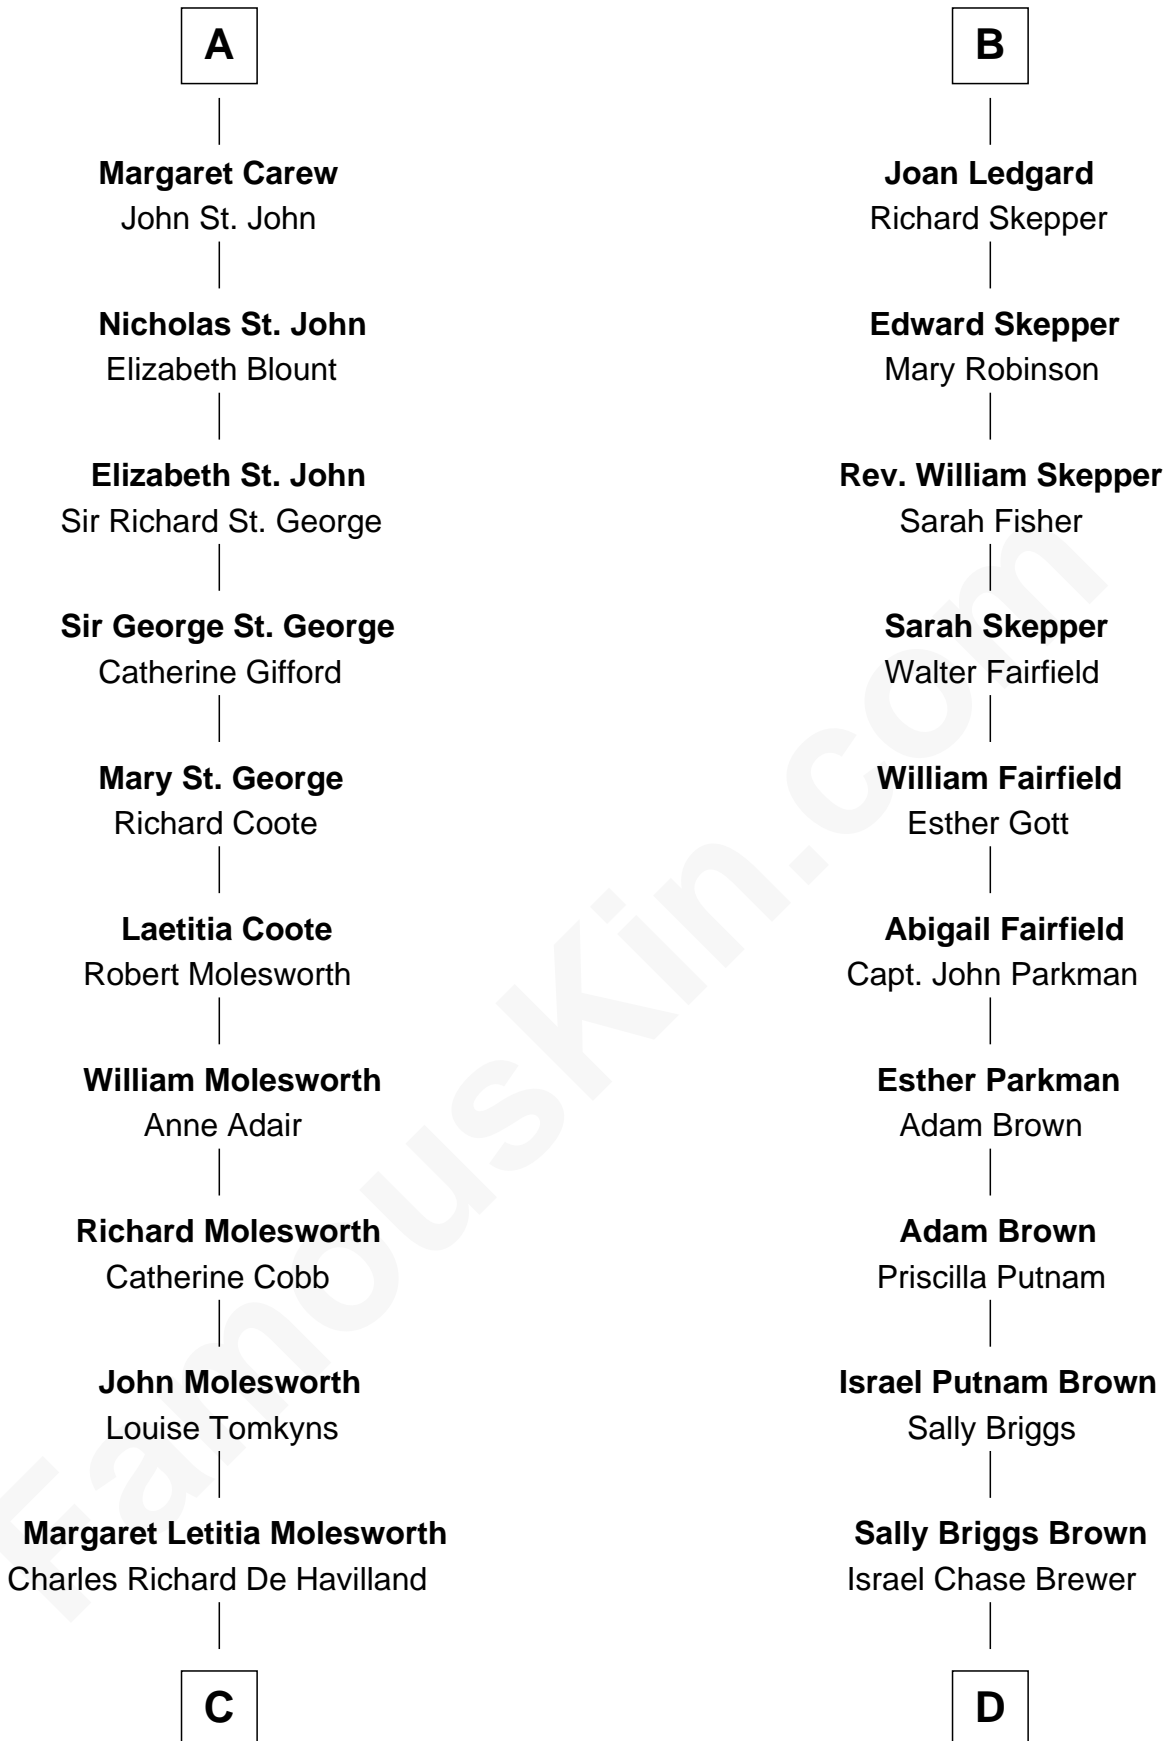 A
Margaret Carew
John St. John
Nicholas St. John
Elizabeth Blount
Elizabeth St. John
Sir Richard St. George
Sir George St. George
Catherine Gifford
Mary St. George
Richard Coote
Laetitia Coote
Robert Molesworth
William Molesworth
Anne Adair
Richard Molesworth
Catherine Cobb
John Molesworth
Louise Tomkyns
Margaret Letitia Molesworth
Charles Richard De Havilland
C
B
Joan Ledgard
Richard Skepper
Edward Skepper
Mary Robinson
Rev. William Skepper
Sarah Fisher
Sarah Skepper
Walter Fairfield
William Fairfield
Esther Gott
Abigail Fairfield
Capt. John Parkman
Esther Parkman
Adam Brown
Adam Brown
Priscilla Putnam
Israel Putnam Brown
Sally Briggs
Sally Briggs Brown
Israel Chase Brewer
D
FamousKin.com